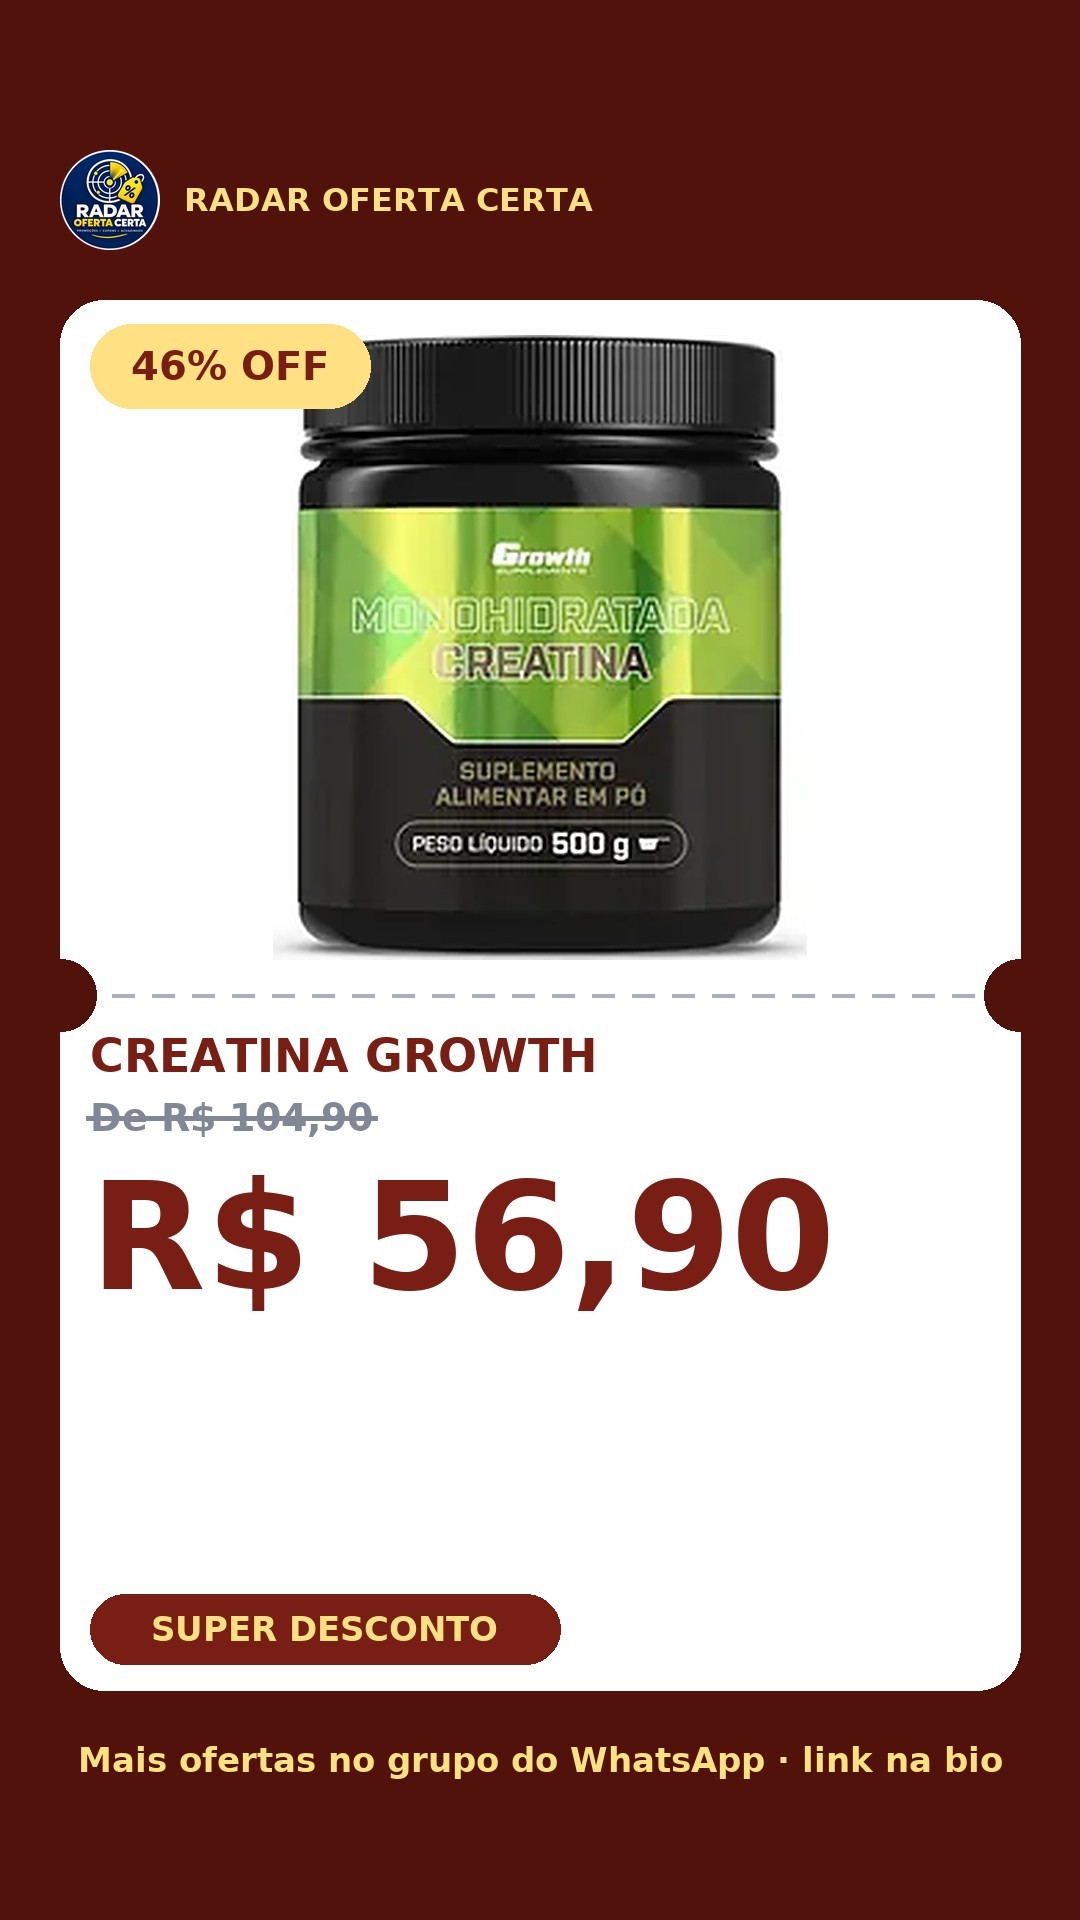 RADAR
OFERTA CERTA
RADAR OFERTA CERTA
46% OFF
Growth
SUPPLEMENTS
MONOHIDRATADA
CREATINA
SUPLEMENTO
ALIMENTAR EM PÓ
PESO LÍQUIDO 500 g
CREATINA GROWTH
De R$ 104,90
R$ 56,90
SUPER DESCONTO
Mais ofertas no grupo do WhatsApp · link na bio